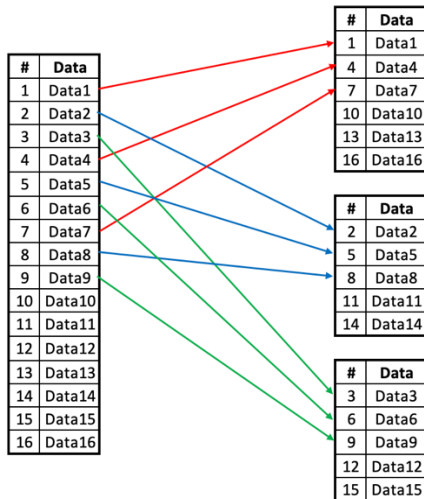 # Data
1 Data1
2 Data2
3 Data3
4 Data4
5 Data5
6 Data6
7 Data7
8 Data8
9 Data9
10 Data10
11 Data11
12 Data12
13 Data13
14 Data14
15 Data15
16 Data16
# Data
1 Data1
4 Data4
7 Data7
10 Data10
13 Data13
16 Data16
# Data
2 Data2
5 Data5
8 Data8
11 Data11
14 Data14
# Data
3 Data3
6 Data6
9 Data9
12 Data12
15 Data15